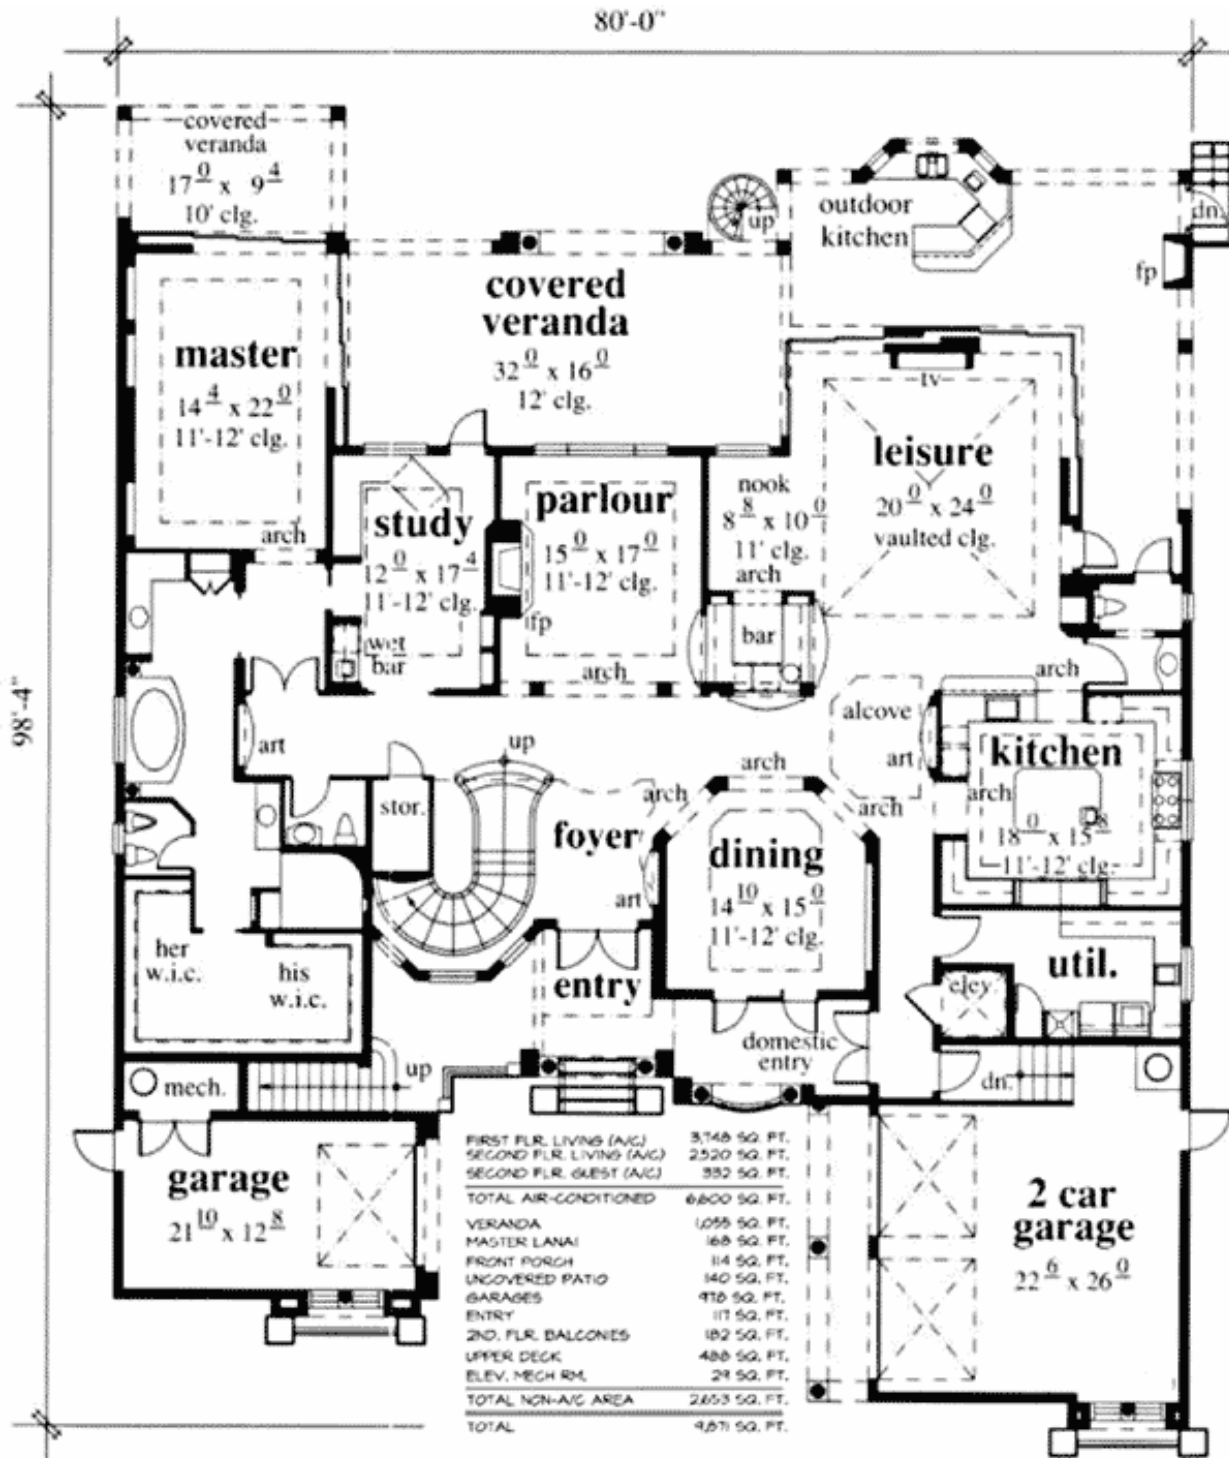 80'-0"
covered
veranda
17 0 x 9 4
10' clg.
up
outdoor
kitchen
dn.
fp
covered
veranda
32 0 x 16 0
12' clg.
master
14 4 x 22 0
11'-12' clg.
tv
leisure
20 0 x 24 0
vaulted clg.
nook
8 8 x 10 0
11' clg.
arch
parlour
15 0 x 17 0
11'-12' clg.
fp
study
12 0 x 17 4
11'-12' clg.
arch
wet
bar
bar
arch
arch
98'-4"
alcove
art
up
arch
art
kitchen
arch
18 0 x 15 8
11'-12' clg.
stor.
arch
arch
foyer
dining
14 10 x 15 0
11'-12' clg.
art
her
w.i.c.
his
w.i.c.
entry
util.
elev.
domestic
entry
up
dn.
mech.
garage
21 10 x 12 8
2 car
garage
22 6 x 26 0
FIRST FLR. LIVING (A/C) 3,748 SQ. FT.
SECOND FLR. LIVING (A/C) 2,520 SQ. FT.
SECOND FLR. GUEST (A/C) 332 SQ. FT.
TOTAL AIR-CONDITIONED 6,600 SQ. FT.
VERANDA 1,055 SQ. FT.
MASTER LANAI 168 SQ. FT.
FRONT PORCH 114 SQ. FT.
UNCOVERED PATIO 140 SQ. FT.
GARAGES 978 SQ. FT.
ENTRY 117 SQ. FT.
2ND. FLR. BALCONIES 182 SQ. FT.
UPPER DECK 488 SQ. FT.
ELEV. MECH RM. 29 SQ. FT.
TOTAL NON-A/C AREA 2,653 SQ. FT.
TOTAL 9,871 SQ. FT.